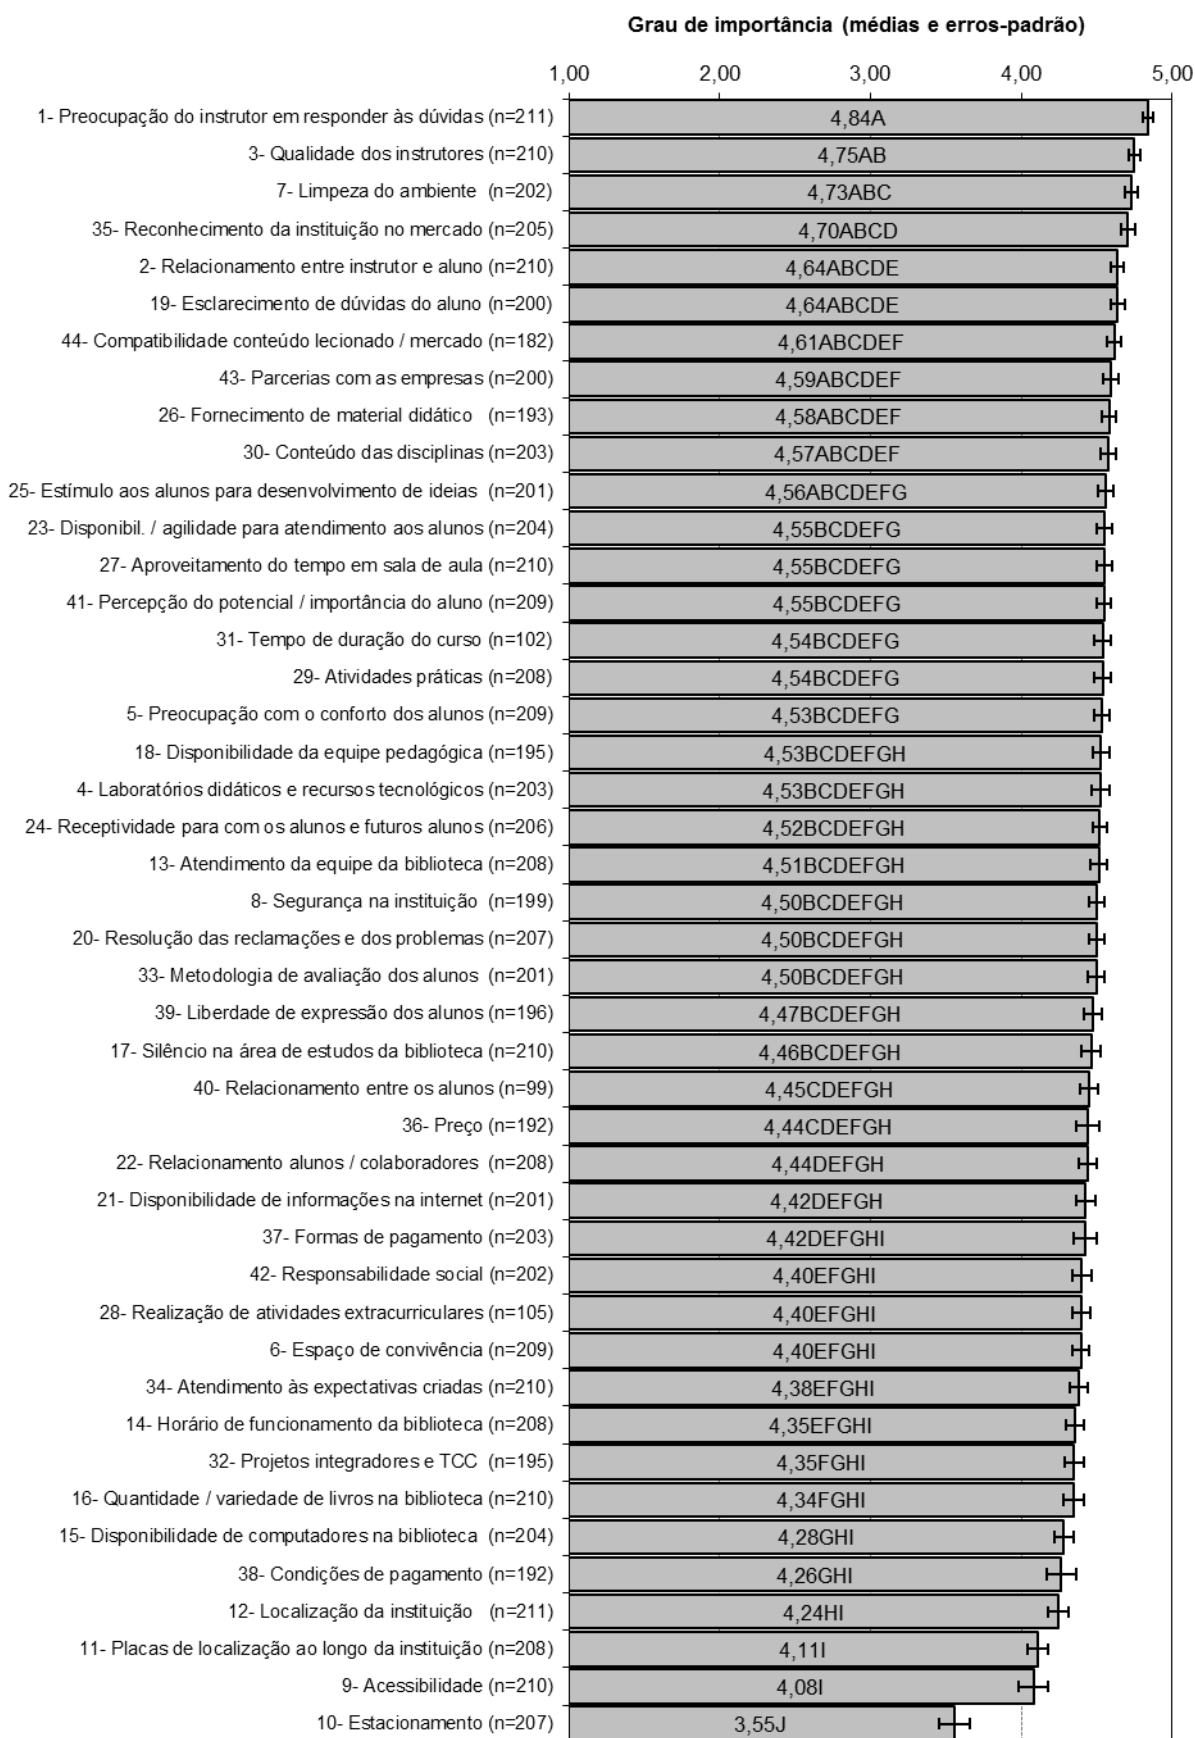 Grau de importância (médias e erros-padrão)
1,00 2,00 3,00 4,00 5,00
1- Preocupação do instrutor em responder às dúvidas (n=211) 4,84A
3- Qualidade dos instrutores (n=210) 4,75AB
7- Limpeza do ambiente (n=202) 4,73ABC
35- Reconhecimento da instituição no mercado (n=205) 4,70ABCD
2- Relacionamento entre instrutor e aluno (n=210) 4,64ABCDE
19- Esclarecimento de dúvidas do aluno (n=200) 4,64ABCDE
44- Compatibilidade conteúdo lecionado / mercado (n=182) 4,61ABCDEF
43- Parcerias com as empresas (n=200) 4,59ABCDEF
26- Fornecimento de material didático (n=193) 4,58ABCDEF
30- Conteúdo das disciplinas (n=203) 4,57ABCDEF
25- Estímulo aos alunos para desenvolvimento de ideias (n=201) 4,56ABCDEFG
23- Disponibil. / agilidade para atendimento aos alunos (n=204) 4,55BCDEFG
27- Aproveitamento do tempo em sala de aula (n=210) 4,55BCDEFG
41- Percepção do potencial / importância do aluno (n=209) 4,55BCDEFG
31- Tempo de duração do curso (n=102) 4,54BCDEFG
29- Atividades práticas (n=208) 4,54BCDEFG
5- Preocupação com o conforto dos alunos (n=209) 4,53BCDEFG
18- Disponibilidade da equipe pedagógica (n=195) 4,53BCDEFGH
4- Laboratórios didáticos e recursos tecnológicos (n=203) 4,53BCDEFGH
24- Receptividade para com os alunos e futuros alunos (n=206) 4,52BCDEFGH
13- Atendimento da equipe da biblioteca (n=208) 4,51BCDEFGH
8- Segurança na instituição (n=199) 4,50BCDEFGH
20- Resolução das reclamações e dos problemas (n=207) 4,50BCDEFGH
33- Metodologia de avaliação dos alunos (n=201) 4,50BCDEFGH
39- Liberdade de expressão dos alunos (n=196) 4,47BCDEFGH
17- Silêncio na área de estudos da biblioteca (n=210) 4,46BCDEFGH
40- Relacionamento entre os alunos (n=99) 4,45CDEFGH
36- Preço (n=192) 4,44CDEFGH
22- Relacionamento alunos / colaboradores (n=208) 4,44DEFGH
21- Disponibilidade de informações na internet (n=201) 4,42DEFGH
37- Formas de pagamento (n=203) 4,42DEFGHI
42- Responsabilidade social (n=202) 4,40EFGHI
28- Realização de atividades extracurriculares (n=105) 4,40EFGHI
6- Espaço de convivência (n=209) 4,40EFGHI
34- Atendimento às expectativas criadas (n=210) 4,38EFGHI
14- Horário de funcionamento da biblioteca (n=208) 4,35EFGHI
32- Projetos integradores e TCC (n=195) 4,35FGHI
16- Quantidade / variedade de livros na biblioteca (n=210) 4,34FGHI
15- Disponibilidade de computadores na biblioteca (n=204) 4,28GHI
38- Condições de pagamento (n=192) 4,26GHI
12- Localização da instituição (n=211) 4,24HI
11- Placas de localização ao longo da instituição (n=208) 4,11I
9- Acessibilidade (n=210) 4,08I
10- Estacionamento (n=207) 3,55J